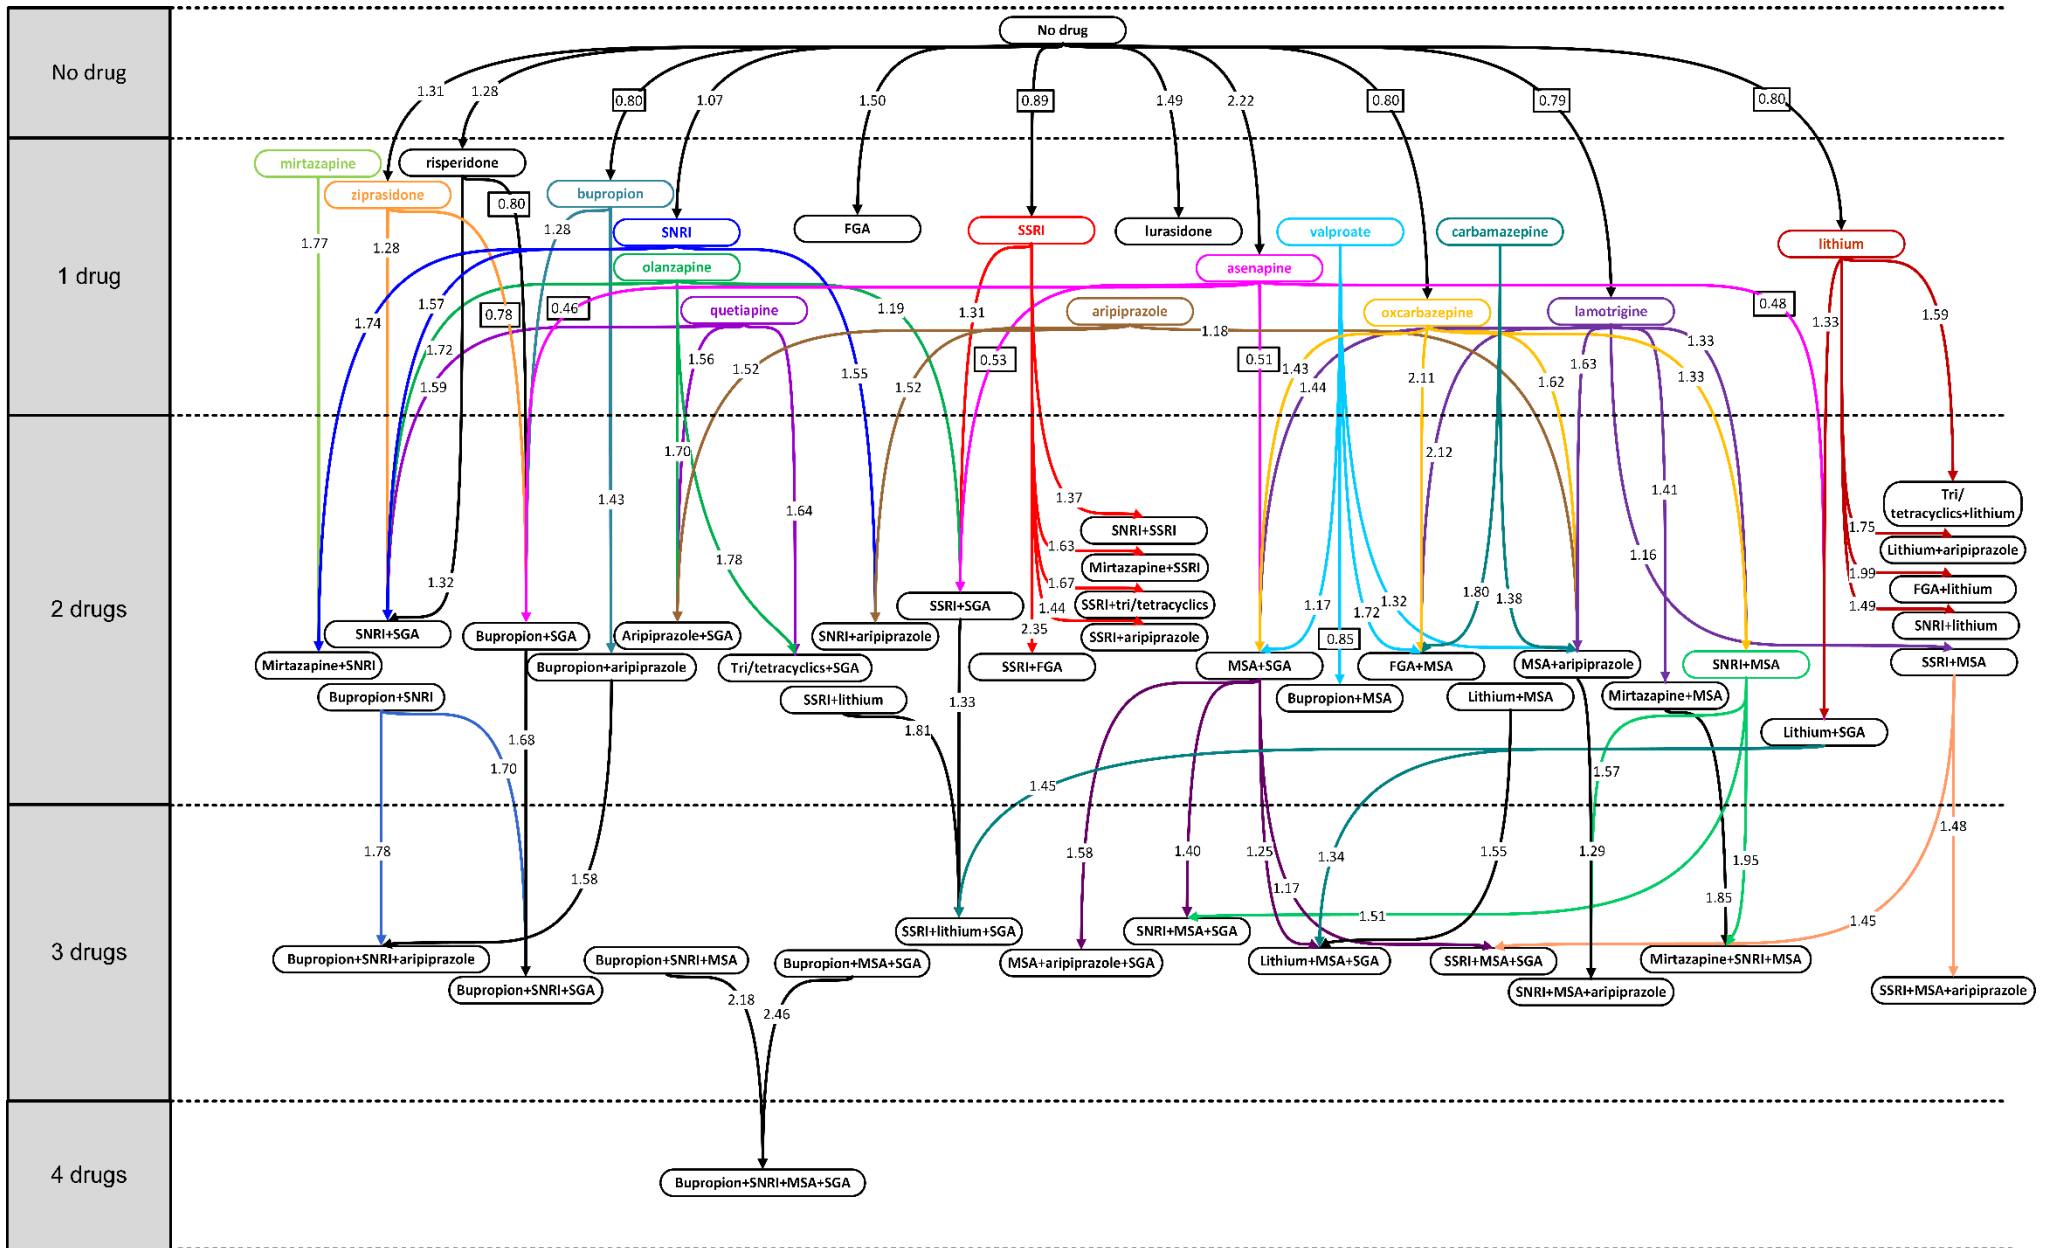 No drug
No drug
1.31
1.28
0.80
1.07
1.50
0.89
1.49
2.22
0.80
0.79
0.80
1 drug
mirtazapine
risperidone
ziprasidone
bupropion
SNRI
FGA
SSRI
lurasidone
valproate
carbamazepine
lithium
olanzapine
asenapine
quetiapine
aripiprazole
oxcarbazepine
lamotrigine
0.80
1.77
1.28
1.28
1.57
1.74
0.78
0.46
1.19
1.31
0.48
1.59
1.33
1.72
1.59
1.56
1.52
1.55
1.52
0.53
1.18
0.51
1.43
1.44
2.11
1.62
1.63
1.33
1.33
2 drugs
1.70
2.12
1.41
1.43
1.64
1.37
1.78
1.63
1.67
1.44
2.35
1.32
1.17
0.85
1.72
1.32
1.80
1.38
1.16
1.75
1.99
1.49
Tri/
tetracyclics+lithium
Lithium+aripiprazole
FGA+lithium
SNRI+lithium
SSRI+MSA
SNRI+SSRI
Mirtazapine+SSRI
SSRI+tri/tetracyclics
SSRI+aripiprazole
SSRI+FGA
SSRI+SGA
SNRI+SGA
Bupropion+SGA
Aripiprazole+SGA
SNRI+aripiprazole
Mirtazapine+SNRI
Bupropion+aripiprazole
Tri/tetracyclics+SGA
MSA+SGA
FGA+MSA
MSA+aripiprazole
SNRI+MSA
Bupropion+SNRI
SSRI+lithium
Bupropion+MSA
Lithium+MSA
Mirtazapine+MSA
Lithium+SGA
1.33
1.81
1.68
1.70
1.45
1.57
3 drugs
1.78
1.58
1.58
1.40
1.25
1.17
1.34
1.55
1.29
1.95
1.85
1.48
1.51
1.45
SSRI+lithium+SGA
SNRI+MSA+SGA
Bupropion+SNRI+aripiprazole
Bupropion+SNRI+MSA
Bupropion+MSA+SGA
MSA+aripiprazole+SGA
Lithium+MSA+SGA
SSRI+MSA+SGA
Mirtazapine+SNRI+MSA
Bupropion+SNRI+SGA
SNRI+MSA+aripiprazole
SSRI+MSA+aripiprazole
2.18
2.46
4 drugs
Bupropion+SNRI+MSA+SGA